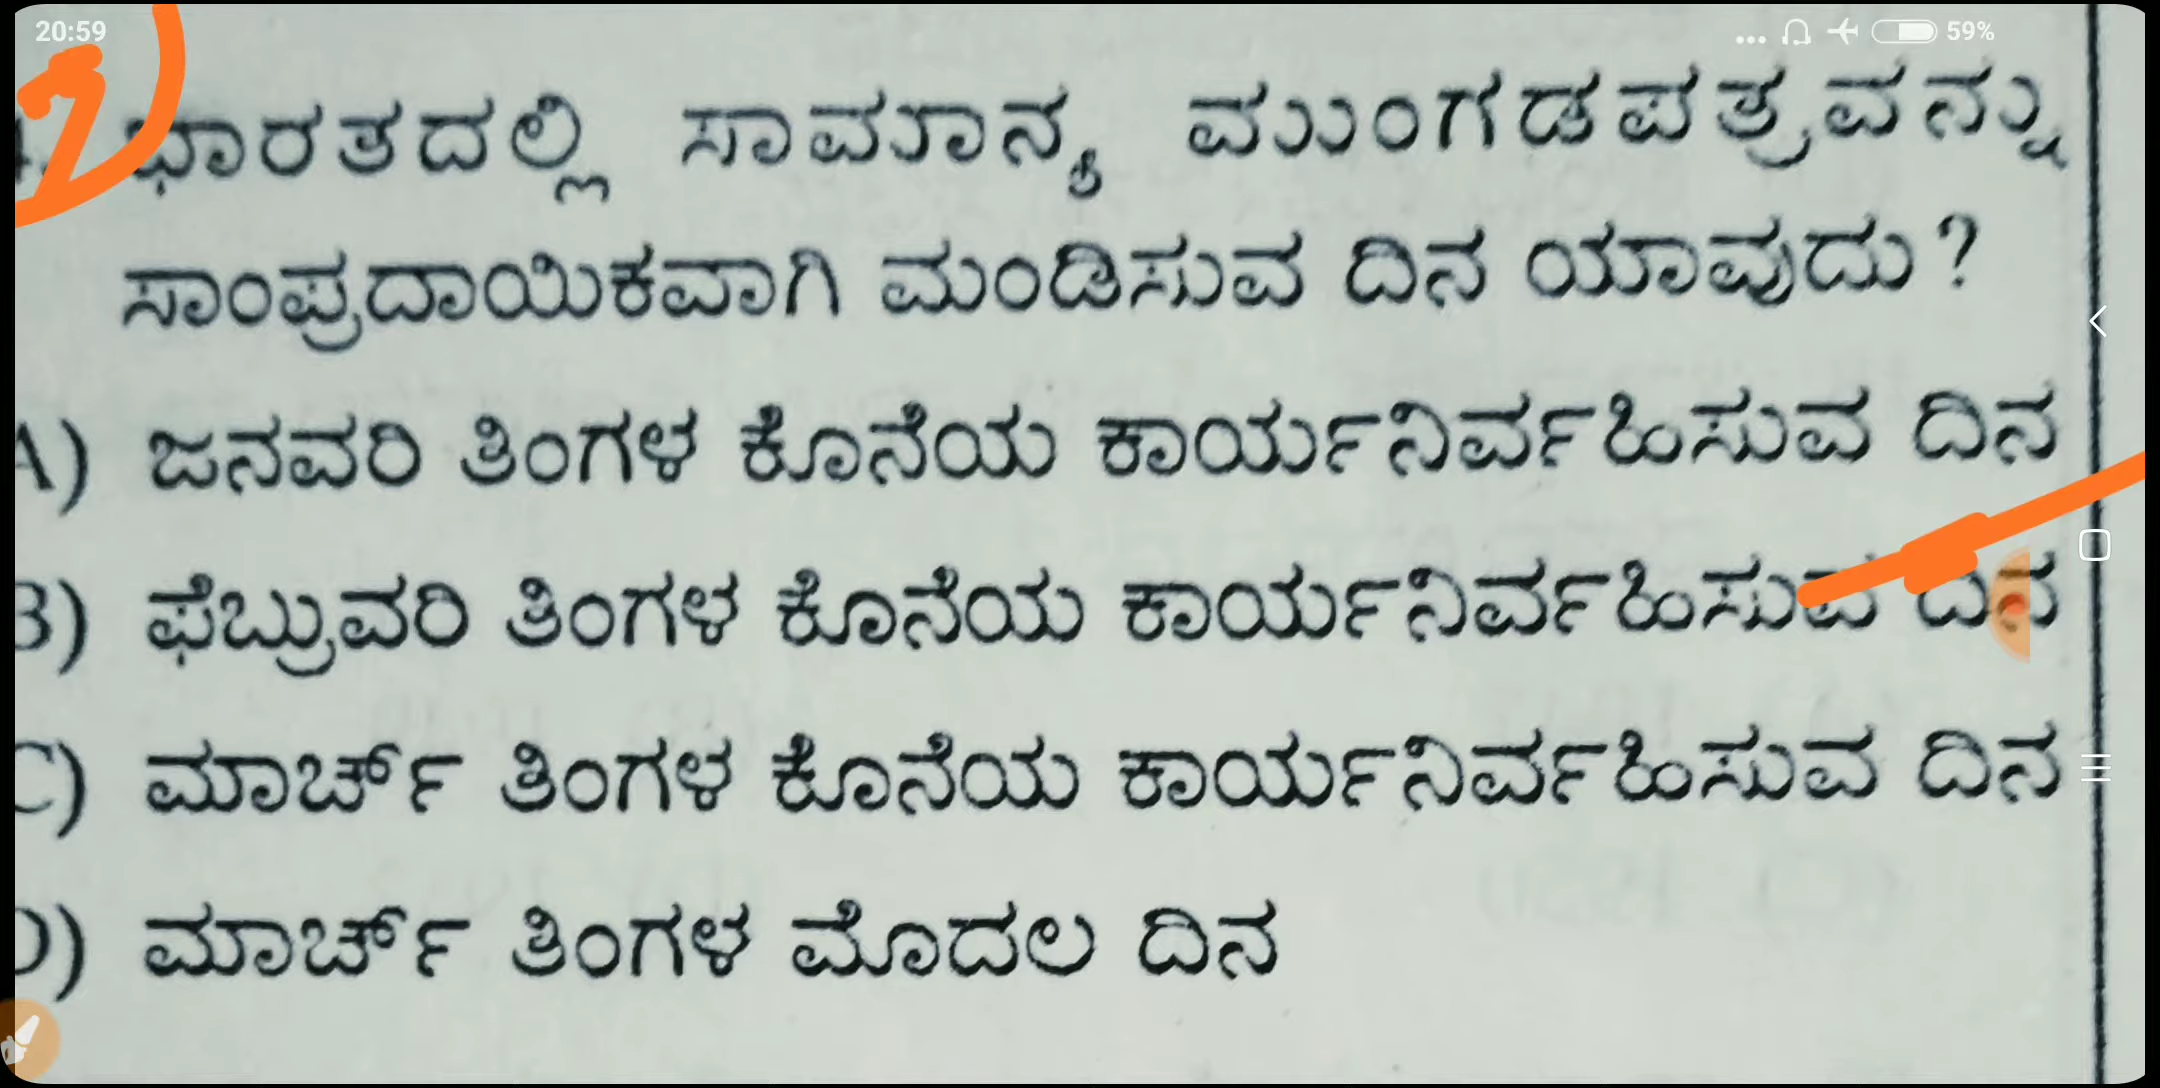 20:59
59%
2)
ಭಾರತದಲ್ಲಿ ಸಾಮಾನ್ಯ ಮುಂಗಡಪತ್ರವನ್ನು
ಸಾಂಪ್ರದಾಯಿಕವಾಗಿ ಮಂಡಿಸುವ ದಿನ ಯಾವುದು?
A) ಜನವರಿ ತಿಂಗಳ ಕೊನೆಯ ಕಾರ್ಯನಿರ್ವಹಿಸುವ ದಿನ
B) ಫೆಬ್ರುವರಿ ತಿಂಗಳ ಕೊನೆಯ ಕಾರ್ಯನಿರ್ವಹಿಸುವ ದಿನ
C) ಮಾರ್ಚ್ ತಿಂಗಳ ಕೊನೆಯ ಕಾರ್ಯನಿರ್ವಹಿಸುವ ದಿನ
D) ಮಾರ್ಚ್ ತಿಂಗಳ ಮೊದಲ ದಿನ